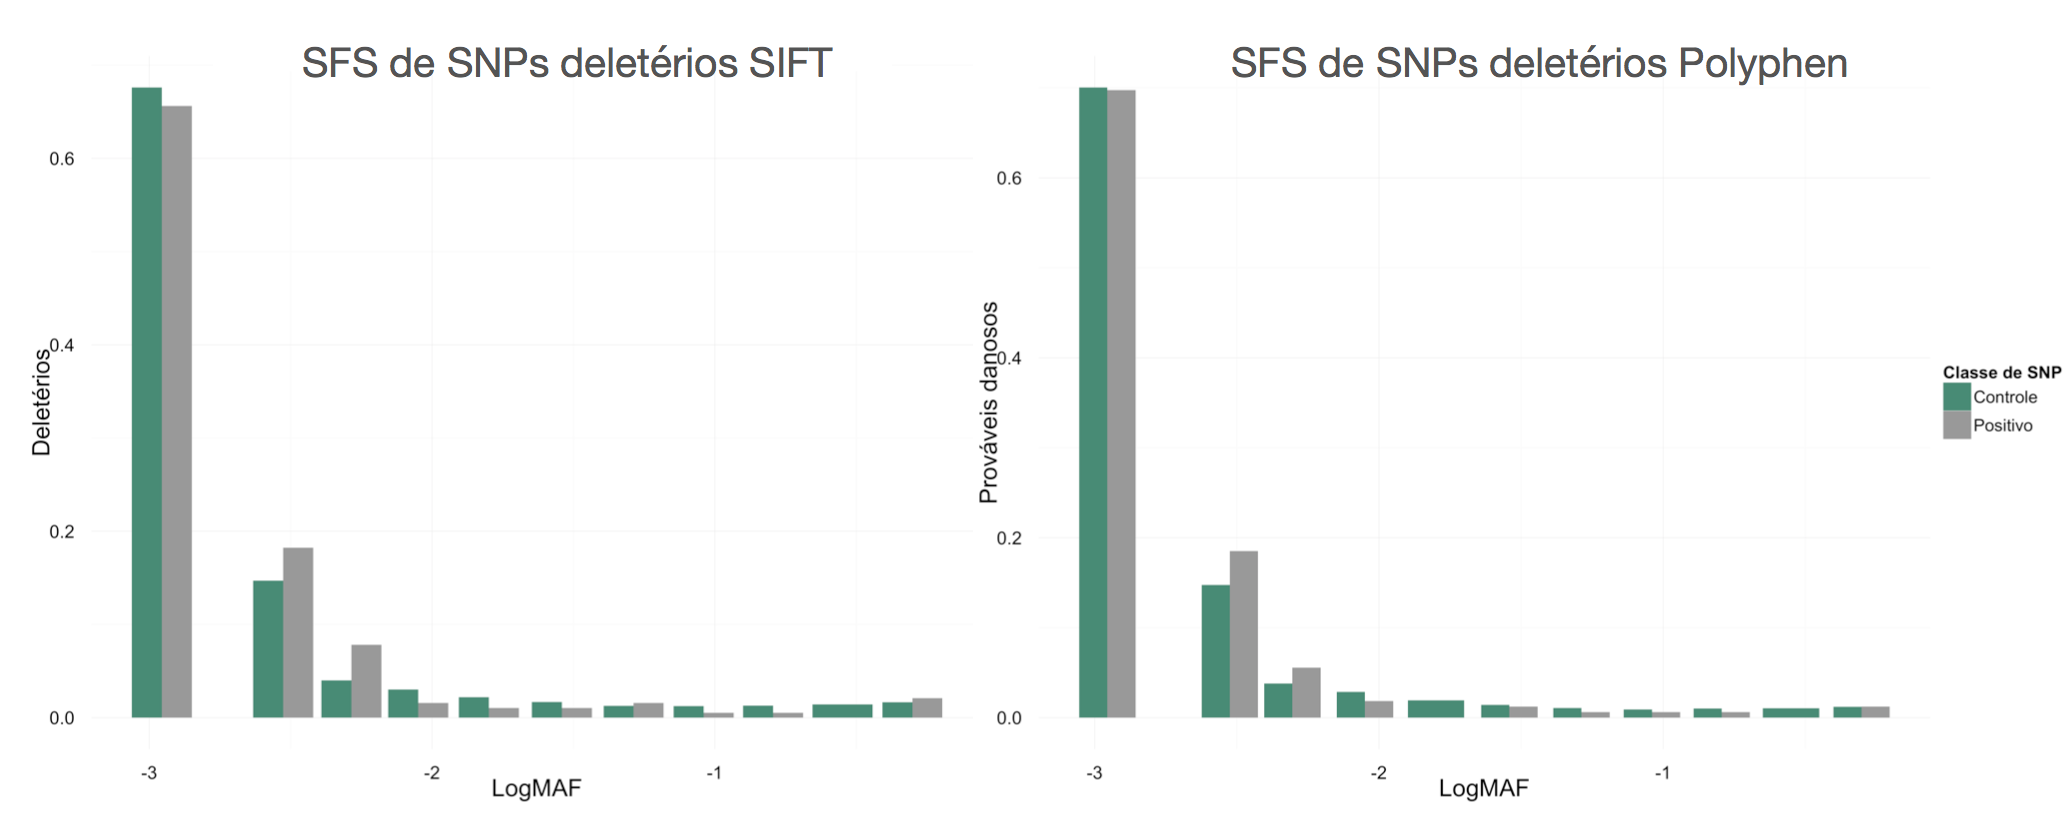 SFS de SNPs deletérios SIFT
0.6
0.4
0.2
0.0
Deletérios
-3
-2
-1
LogMAF
SFS de SNPs deletérios Polyphen
0.6
0.4
0.2
0.0
Prováveis danosos
-3
-2
-1
LogMAF
Classe de SNP
Controle
Positivo